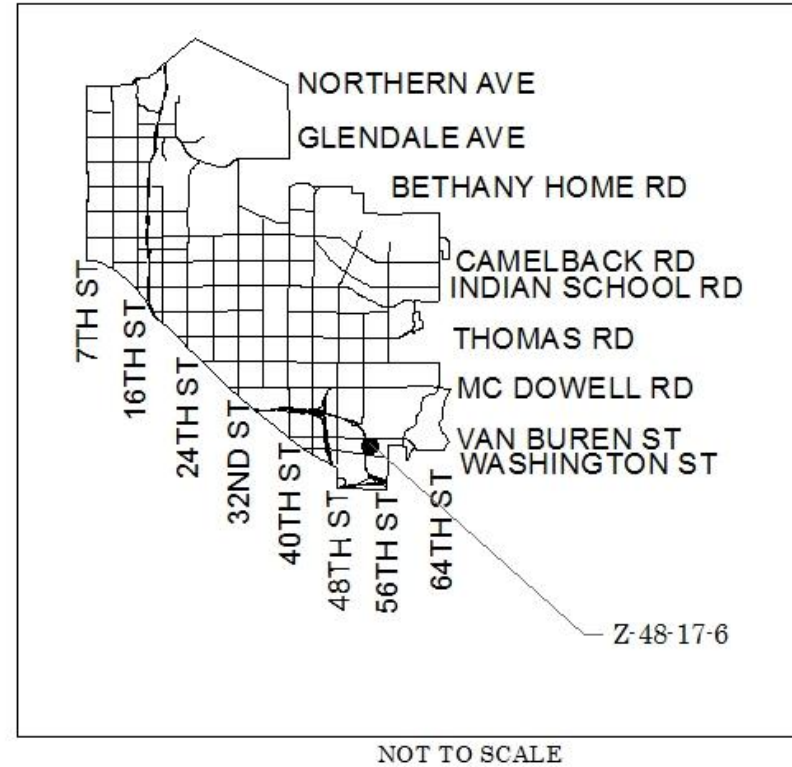 NORTHERN AVE
GLENDALE AVE
BETHANY HOME RD
CAMELBACK RD
INDIAN SCHOOL RD
THOMAS RD
MC DOWELL RD
VAN BUREN ST
WASHINGTON ST
7TH ST
16TH ST
24TH ST
32ND ST
40TH ST
48TH ST
56TH ST
64TH ST
Z-48-17-6
NOT TO SCALE